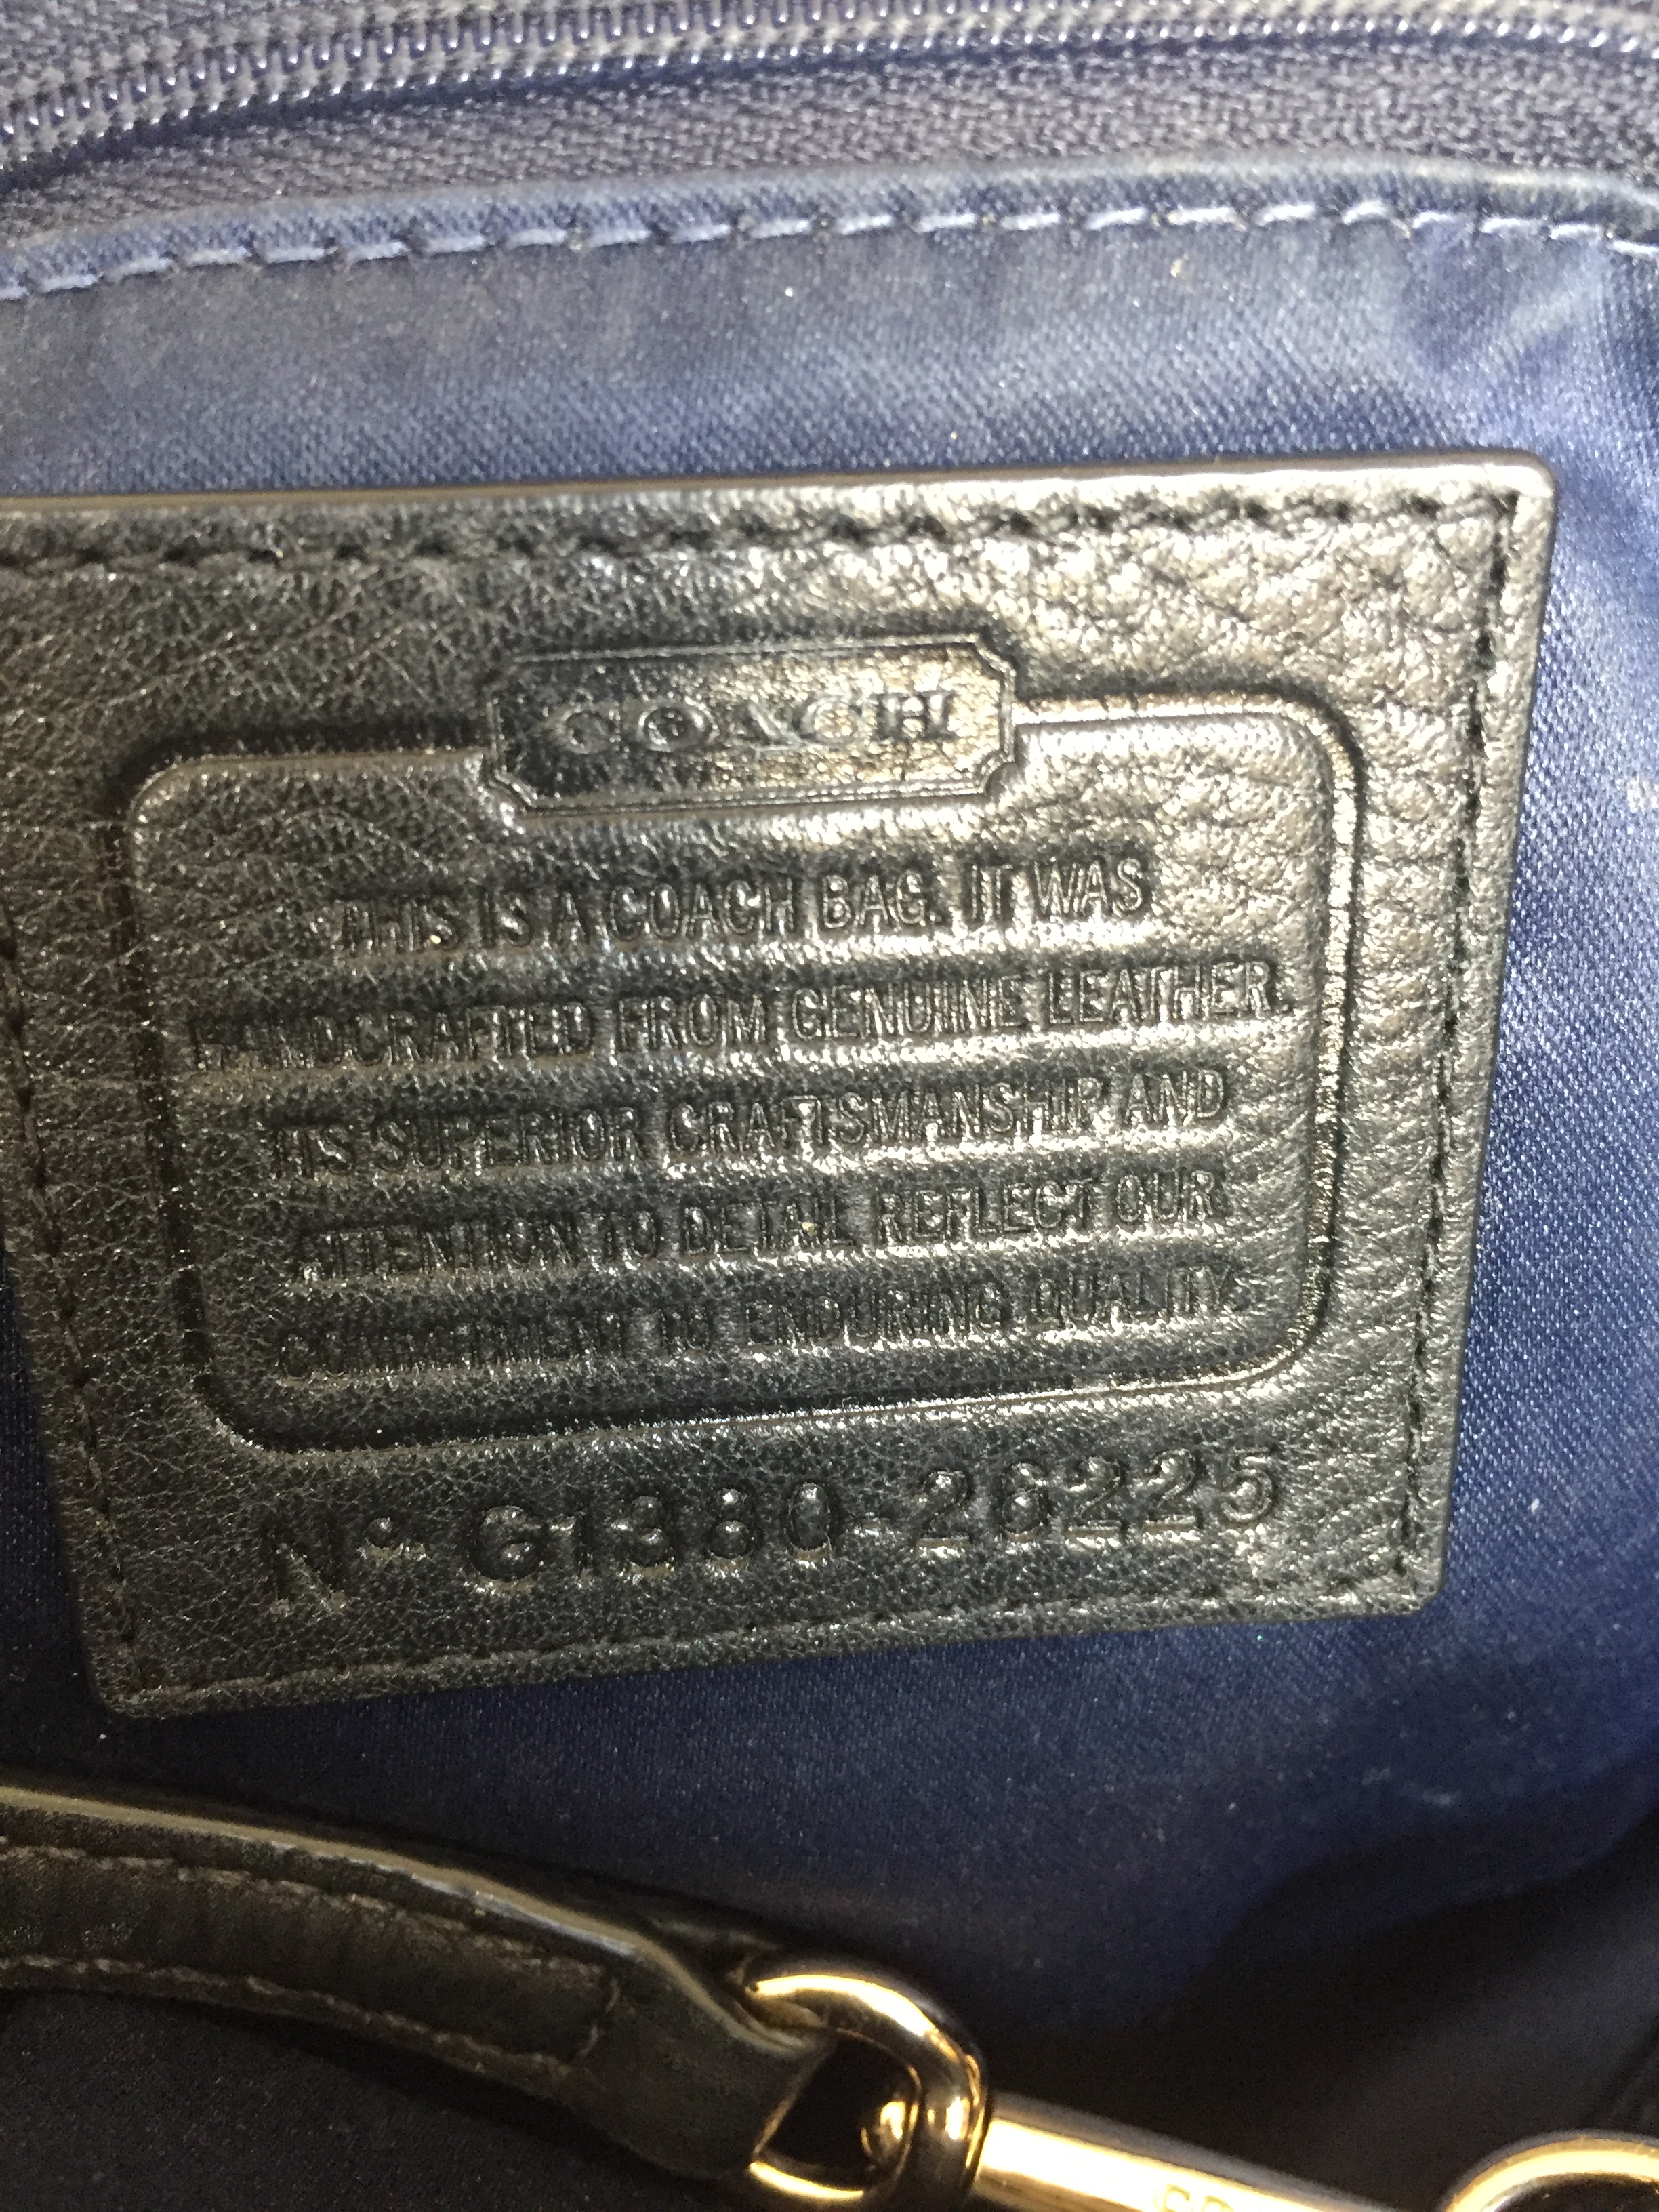 COACH
THIS IS A COACH BAG. IT WAS
HANDCRAFTED FROM GENUINE LEATHER.
ITS SUPERIOR CRAFTSMANSHIP AND
ATTENTION TO DETAIL REFLECT OUR
COMMITMENT TO ENDURING QUALITY.
Nº G1380-26225